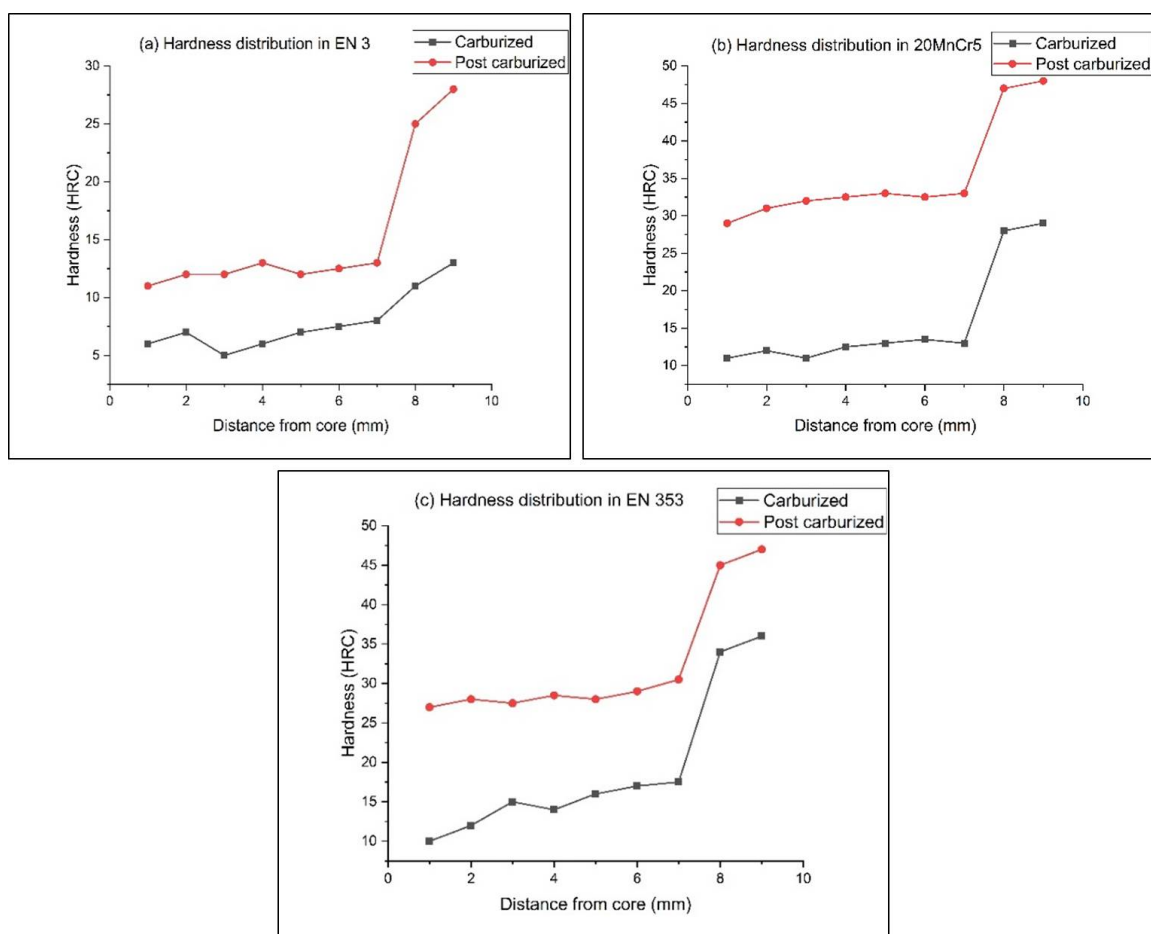 (a) Hardness distribution in EN 3
Carburized
Post carburized
30
25
20
15
10
5
Hardness (HRC)
0 2 4 6 8 10
Distance from core (mm)
(b) Hardness distribution in 20MnCr5
Carburized
Post carburized
50
45
40
35
30
25
20
15
10
Hardness (HRC)
0 2 4 6 8 10
Distance from core (mm)
(c) Hardness distribution in EN 353
Carburized
Post carburized
50
45
40
35
30
25
20
15
10
Hardness (HRC)
0 2 4 6 8 10
Distance from core (mm)